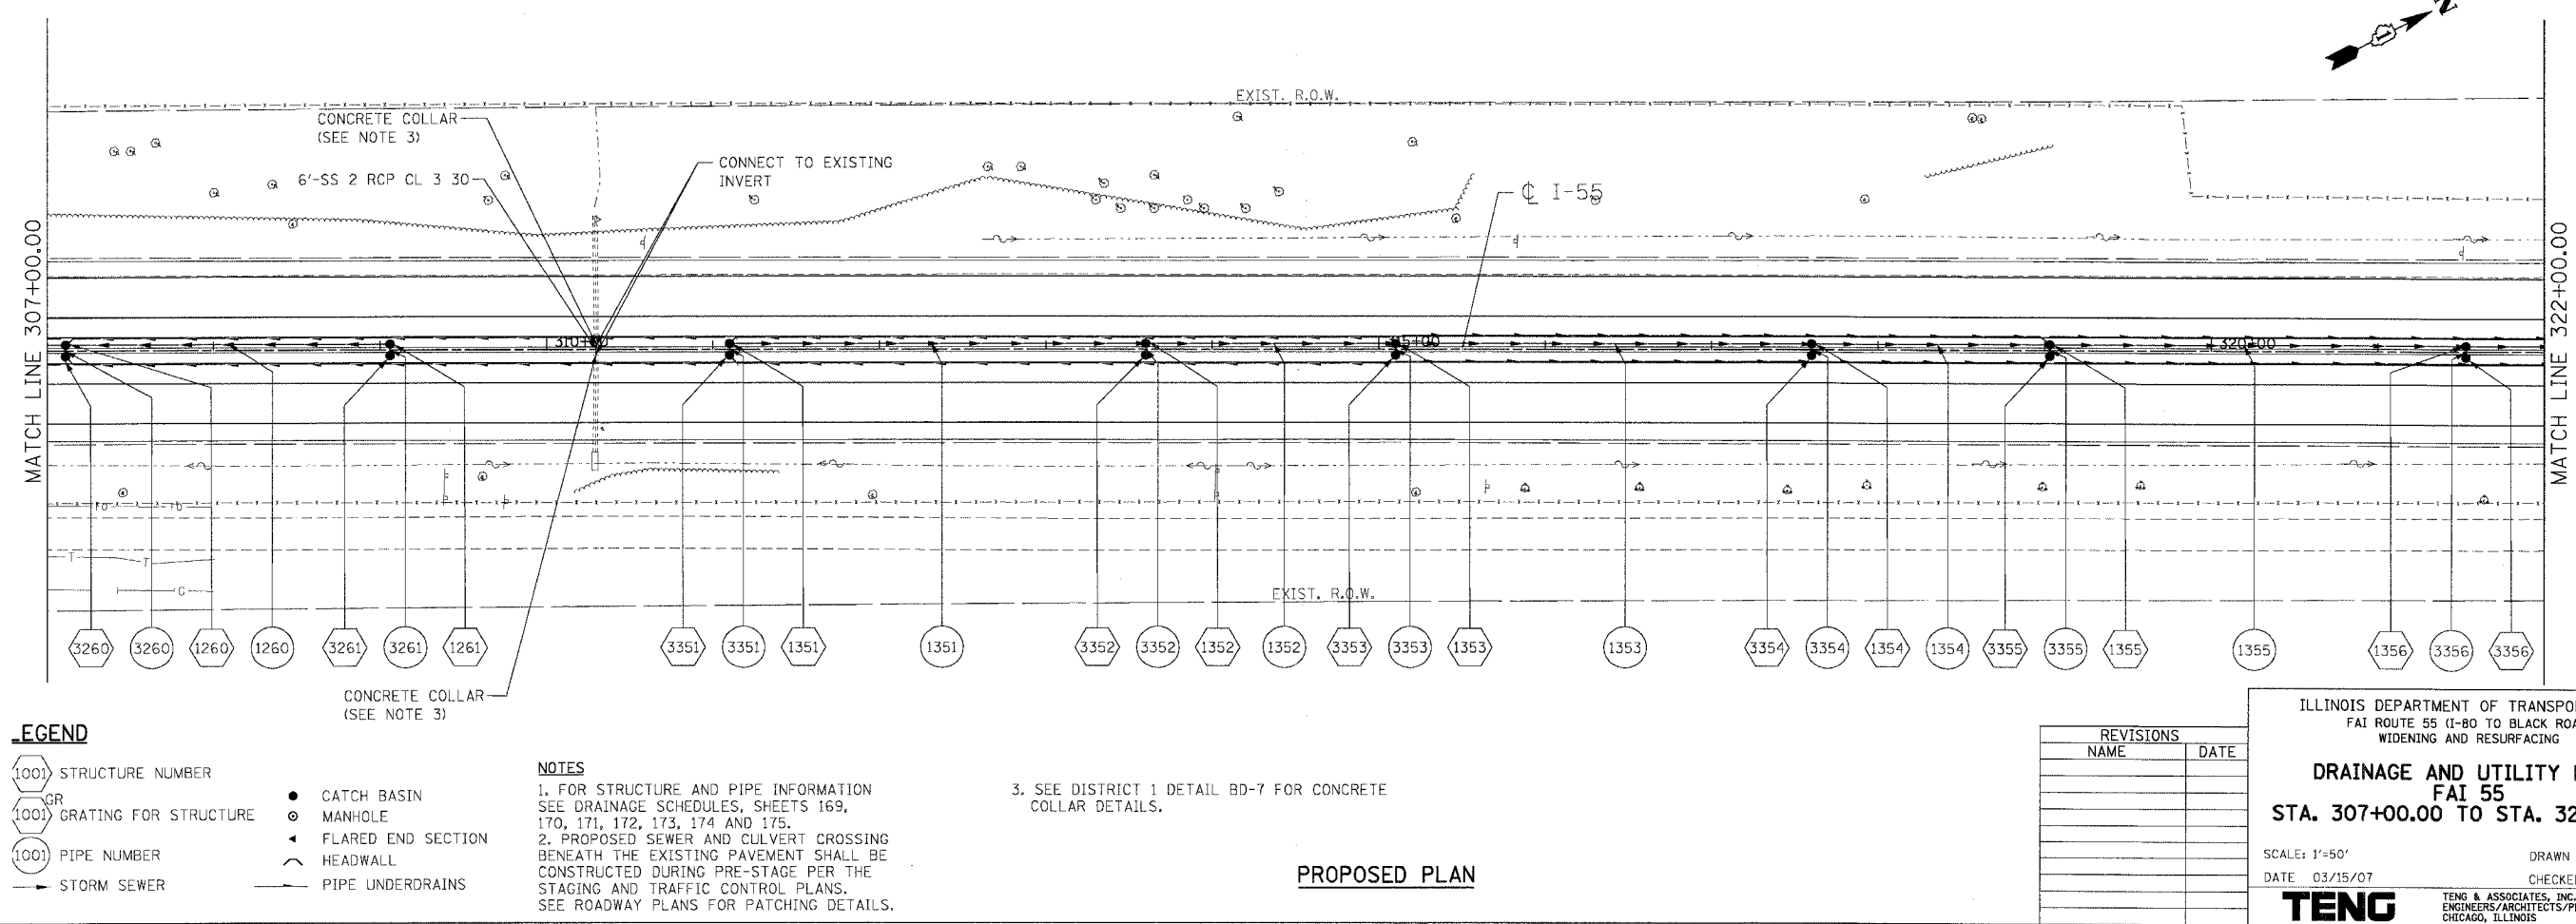 N
EXIST. R.O.W.
CONCRETE COLLAR
(SEE NOTE 3)
6'-SS 2 RCP CL 3 30
CONNECT TO EXISTING
INVERT
℄ I-55
MATCH LINE 307+00.00
MATCH LINE 322+00.00
320+00
T
T
G
EXIST. R.O.W.
3260 3260 1260 1260 3261 3261 1261 3351 3351 1351 1351 3352 3352 1352 1352 3353 3353 1353 1353 3354 3354 1354 1354 3355 3355 1355 1355 1356 3356 3356
CONCRETE COLLAR
(SEE NOTE 3)
EGEND
1001 STRUCTURE NUMBER
1001 GR GRATING FOR STRUCTURE
1001 PIPE NUMBER
STORM SEWER
CATCH BASIN
MANHOLE
FLARED END SECTION
HEADWALL
PIPE UNDERDRAINS
NOTES
1. FOR STRUCTURE AND PIPE INFORMATION
SEE DRAINAGE SCHEDULES, SHEETS 169,
170, 171, 172, 173, 174 AND 175.
2. PROPOSED SEWER AND CULVERT CROSSING
BENEATH THE EXISTING PAVEMENT SHALL BE
CONSTRUCTED DURING PRE-STAGE PER THE
STAGING AND TRAFFIC CONTROL PLANS.
SEE ROADWAY PLANS FOR PATCHING DETAILS.
3. SEE DISTRICT 1 DETAIL BD-7 FOR CONCRETE
COLLAR DETAILS.
PROPOSED PLAN
REVISIONS
NAME DATE
ILLINOIS DEPARTMENT OF TRANSPO
FAI ROUTE 55 (I-80 TO BLACK ROA
WIDENING AND RESURFACING
DRAINAGE AND UTILITY
FAI 55
STA. 307+00.00 TO STA. 32
SCALE: 1"=50'
DRAWN
DATE 03/15/07
CHECKE
TENG
TENG & ASSOCIATES, INC.
ENGINEERS/ARCHITECTS/P
CHICAGO, ILLINOIS